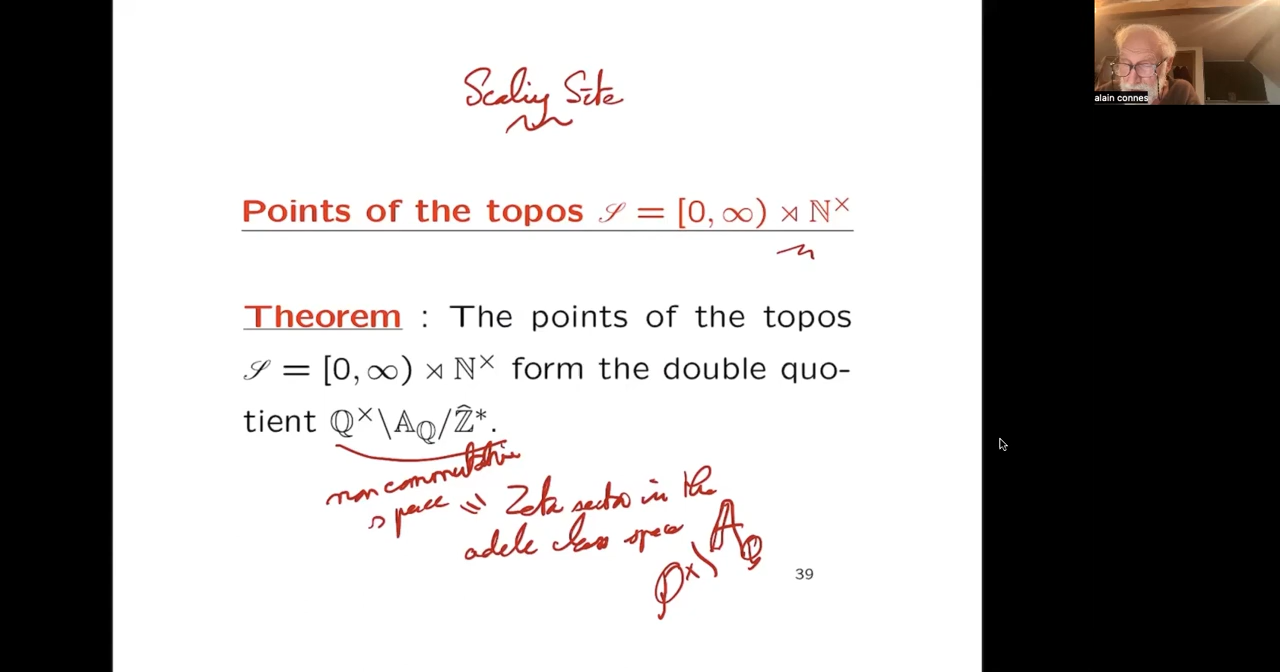 Scaling Site
alain connes
Points of the topos 𝒮 = [0, ∞) ⋊ ℕ×
Theorem : The points of the topos
𝒮 = [0, ∞) ⋊ ℕ× form the double quo-
tient ℚ×\𝔸_ℚ/ℤ̂*.
noncommutative
space " Zeta sector in the
adele class space
ℚ×\𝔸_ℚ
39